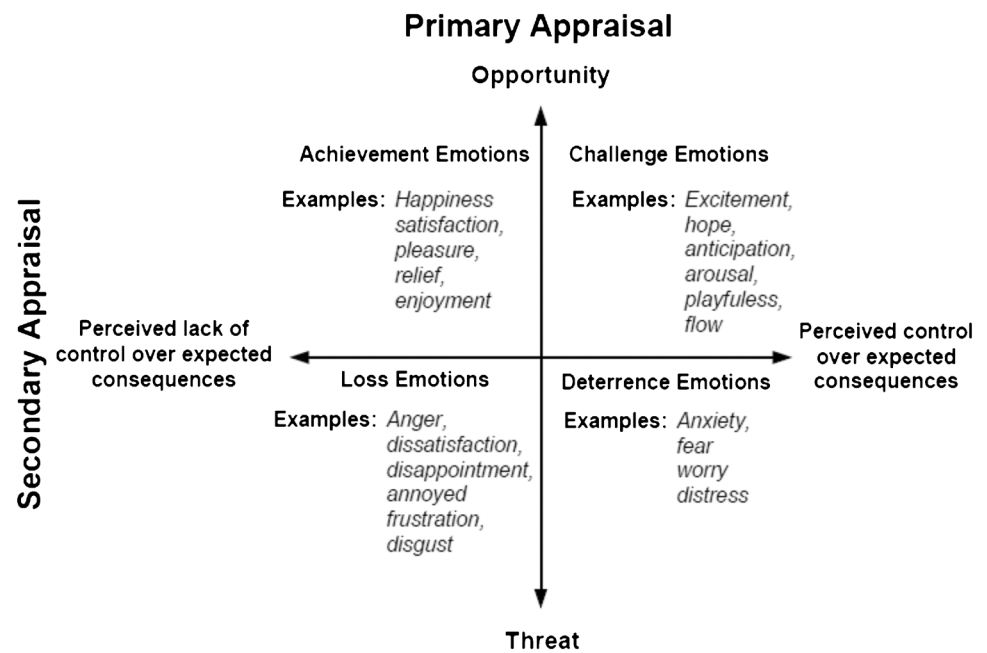 Primary Appraisal
Opportunity
Achievement Emotions
Examples: Happiness
satisfaction,
pleasure,
relief,
enjoyment
Challenge Emotions
Examples: Excitement,
hope,
anticipation,
arousal,
playfuless,
flow
Secondary Appraisal
Perceived lack of
control over expected
consequences
Perceived control
over expected
consequences
Loss Emotions
Examples: Anger,
dissatisfaction,
disappointment,
annoyed
frustration,
disgust
Deterrence Emotions
Examples: Anxiety,
fear
worry
distress
Threat